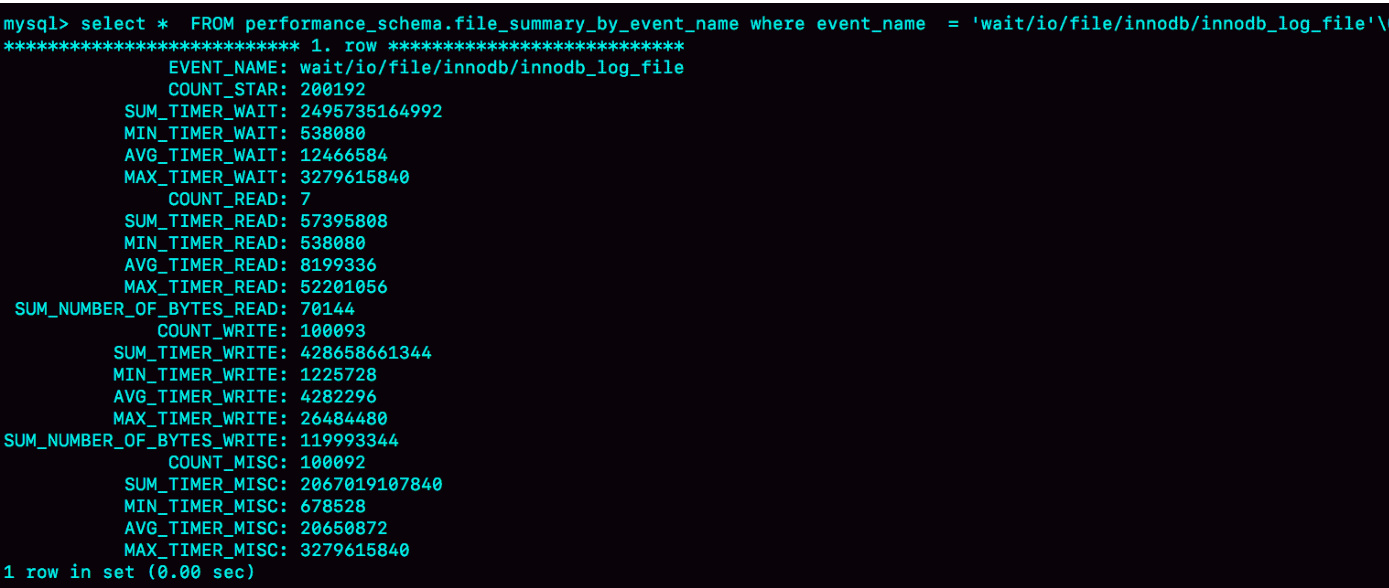 mysql> select *  FROM performance_schema.file_summary_by_event_name where event_name  = 'wait/io/file/innodb/innodb_log_file'\
*************************** 1. row ***************************
EVENT_NAME: wait/io/file/innodb/innodb_log_file
COUNT_STAR: 200192
SUM_TIMER_WAIT: 2495735164992
MIN_TIMER_WAIT: 538080
AVG_TIMER_WAIT: 12466584
MAX_TIMER_WAIT: 3279615840
COUNT_READ: 7
SUM_TIMER_READ: 57395808
MIN_TIMER_READ: 538080
AVG_TIMER_READ: 8199336
MAX_TIMER_READ: 52201056
SUM_NUMBER_OF_BYTES_READ: 70144
COUNT_WRITE: 100093
SUM_TIMER_WRITE: 428658661344
MIN_TIMER_WRITE: 1225728
AVG_TIMER_WRITE: 4282296
MAX_TIMER_WRITE: 26484480
SUM_NUMBER_OF_BYTES_WRITE: 119993344
COUNT_MISC: 100092
SUM_TIMER_MISC: 2067019107840
MIN_TIMER_MISC: 678528
AVG_TIMER_MISC: 20650872
MAX_TIMER_MISC: 3279615840
1 row in set (0.00 sec)